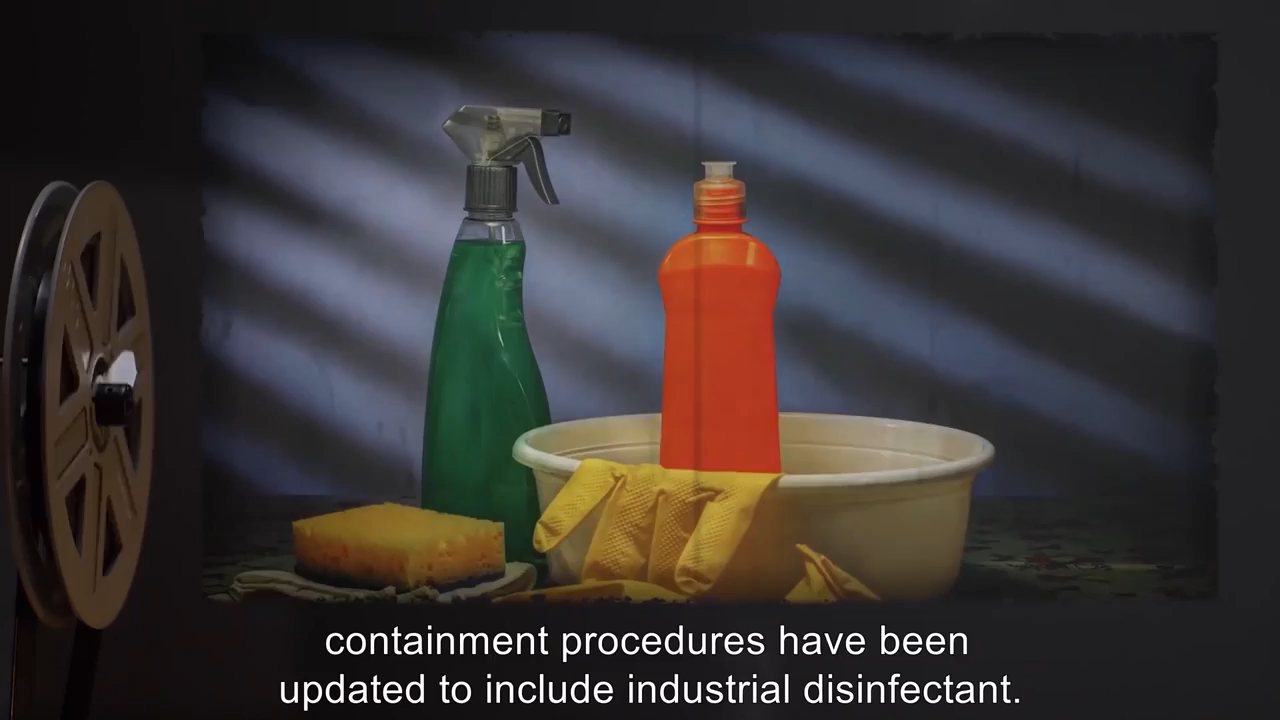 containment procedures have been
updated to include industrial disinfectant.